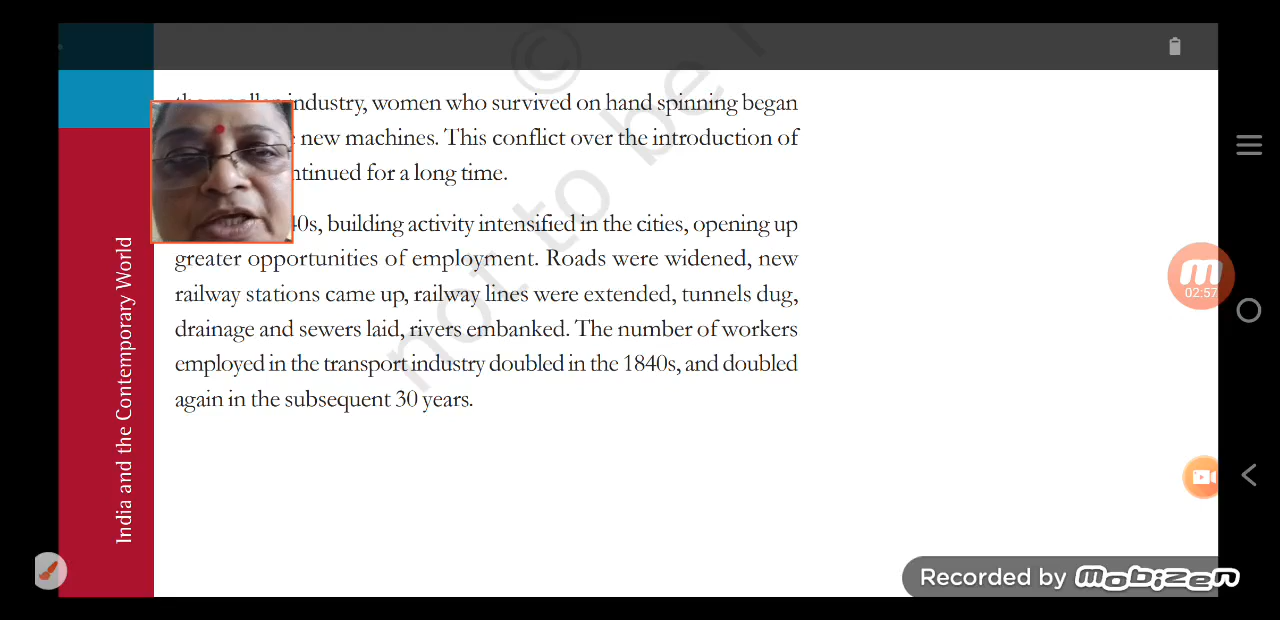 industry, women who survived on hand spinning began
new machines. This conflict over the introduction of
ntinued for a long time.
40s, building activity intensified in the cities, opening up
greater opportunities of employment. Roads were widened, new
railway stations came up, railway lines were extended, tunnels dug,
drainage and sewers laid, rivers embanked. The number of workers
employed in the transport industry doubled in the 1840s, and doubled
again in the subsequent 30 years.
India and the Contemporary World
© not to be r
02:57
Recorded by Mobizen